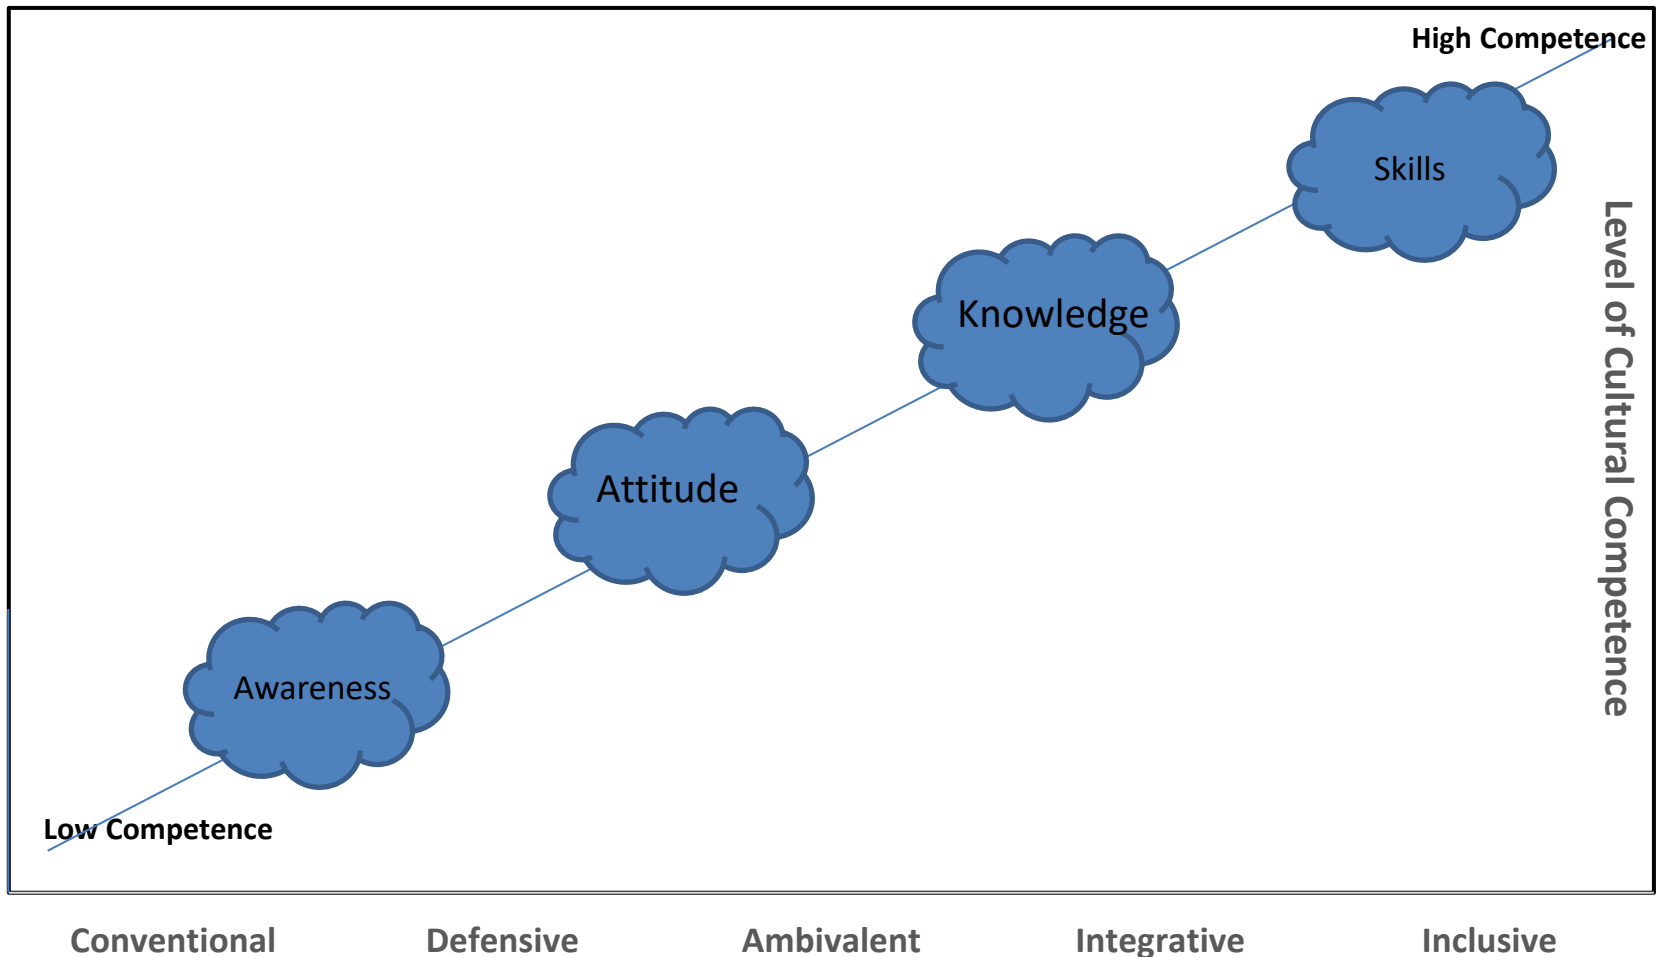 High Competence
Skills
Level of Cultural Competence
Knowledge
Attitude
Awareness
Low Competence
Conventional Defensive Ambivalent Integrative Inclusive